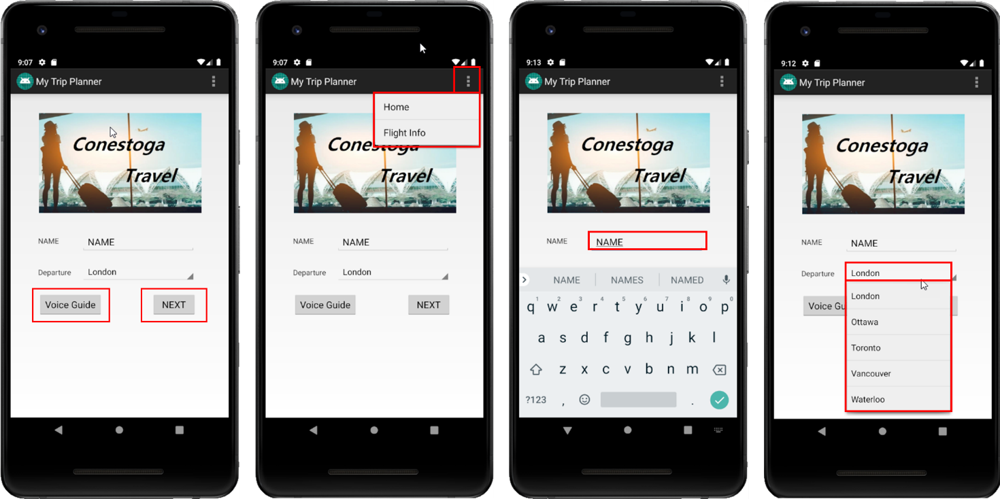 9:07
My Trip Planner
Conestoga
Travel
NAME NAME
Departure London
Voice Guide NEXT
9:07
My Trip Planner
Home
Flight Info
Conestoga
Travel
NAME NAME
Departure London
Voice Guide NEXT
9:13
My Trip Planner
Conestoga
Travel
NAME NAME
NAME NAMES NAMED
1 2 3 4 5 6 7 8 9 0
q w e r t y u i o p
a s d f g h j k l
z x c v b n m
?123 , .
9:12
My Trip Planner
Conestoga
Travel
NAME NAME
Departure London
London
Voice Gu
Ottawa
Toronto
Vancouver
Waterloo